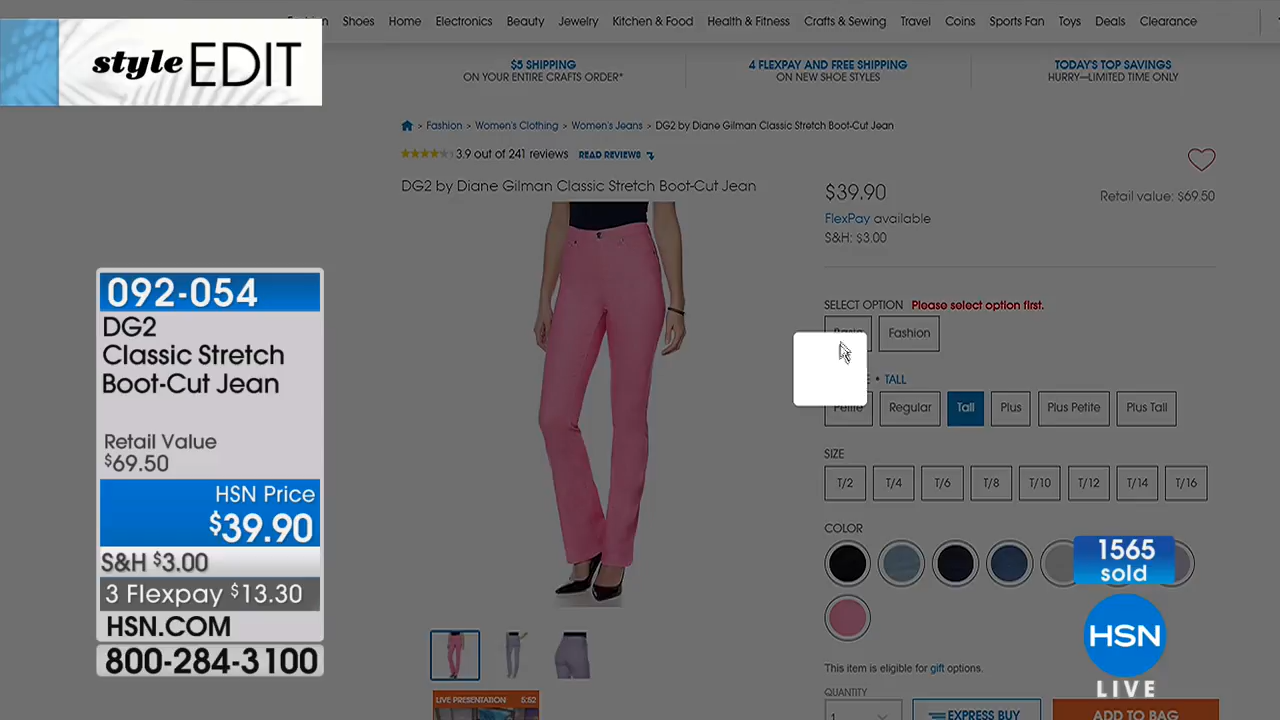 Fashion Shoes Home Electronics Beauty Jewelry Kitchen & Food Health & Fitness Crafts & Sewing Travel Coins Sports Fan Toys Deals Clearance
style EDIT
$5 SHIPPING
ON YOUR ENTIRE CRAFTS ORDER*
4 FLEXPAY AND FREE SHIPPING
ON NEW SHOE STYLES
TODAY'S TOP SAVINGS
HURRY—LIMITED TIME ONLY
> Fashion > Women's Clothing > Women's Jeans > DG2 by Diane Gilman Classic Stretch Boot-Cut Jean
3.9 out of 241 reviews READ REVIEWS
DG2 by Diane Gilman Classic Stretch Boot-Cut Jean
$39.90
Retail value: $69.50
FlexPay available
S&H: $3.00
SELECT OPTION Please select option first.
Basic Fashion
• TALL
Petite Regular Tall Plus Plus Petite Plus Tall
SIZE
T/2 T/4 T/6 T/8 T/10 T/12 T/14 T/16
COLOR
This item is eligible for gift options.
QUANTITY
1
EXPRESS BUY
ADD TO BAG
LIVE PRESENTATION 5:52
092-054
DG2
Classic Stretch
Boot-Cut Jean
Retail Value
$69.50
HSN Price
$39.90
S&H $3.00
3 Flexpay $13.30
HSN.COM
800-284-3100
1565
sold
HSN
LIVE